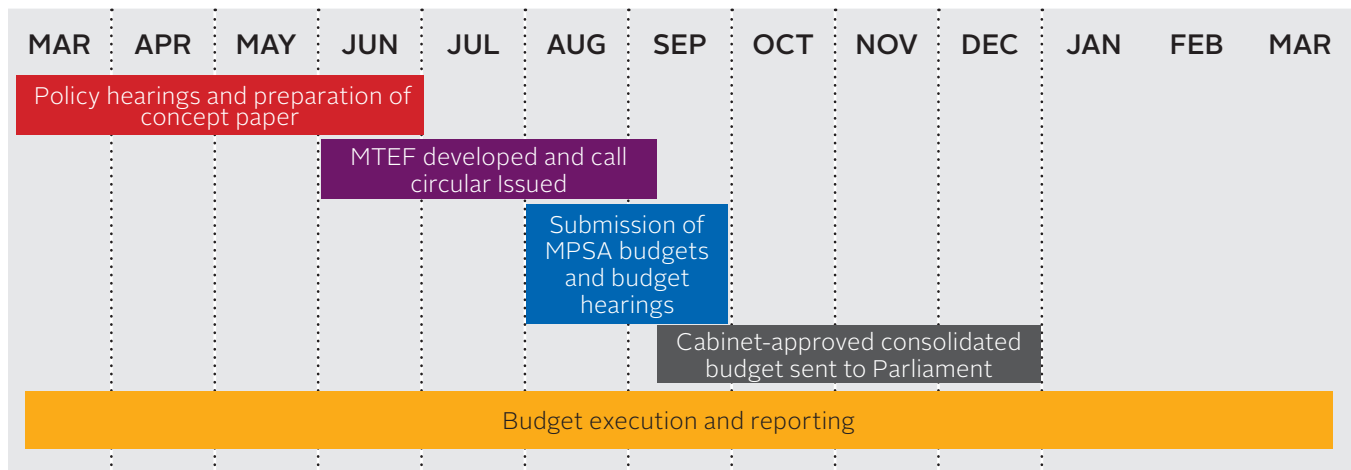 MAR APR MAY JUN JUL AUG SEP OCT NOV DEC JAN FEB MAR
Policy hearings and preparation of
concept paper
MTEF developed and call
circular Issued
Submission of
MPSA budgets
and budget
hearings
Cabinet-approved consolidated
budget sent to Parliament
Budget execution and reporting